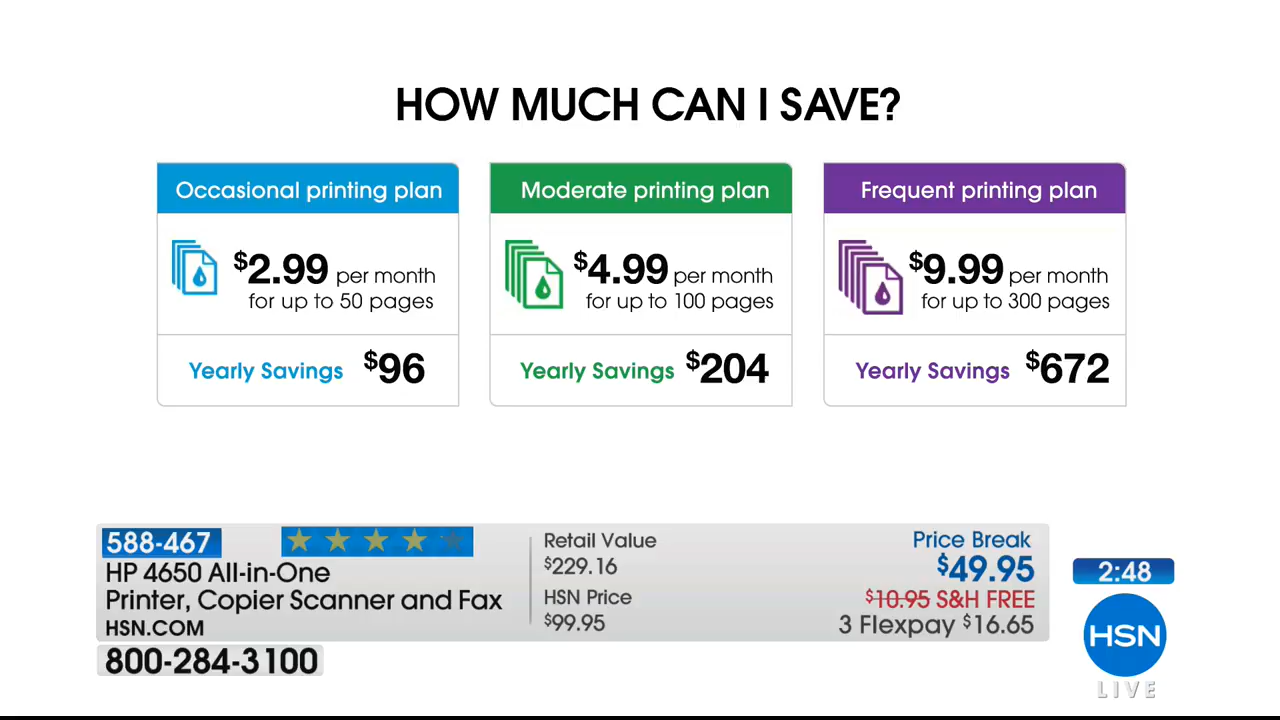 HOW MUCH CAN I SAVE?
Occasional printing plan
$2.99 per month
for up to 50 pages
Yearly Savings $96
Moderate printing plan
$4.99 per month
for up to 100 pages
Yearly Savings $204
Frequent printing plan
$9.99 per month
for up to 300 pages
Yearly Savings $672
588-467
HP 4650 All-in-One
Printer, Copier Scanner and Fax
HSN.COM
800-284-3100
Retail Value
$229.16
HSN Price
$99.95
Price Break
$49.95
$10.95 S&H FREE
3 Flexpay $16.65
2:48
HSN
LIVE